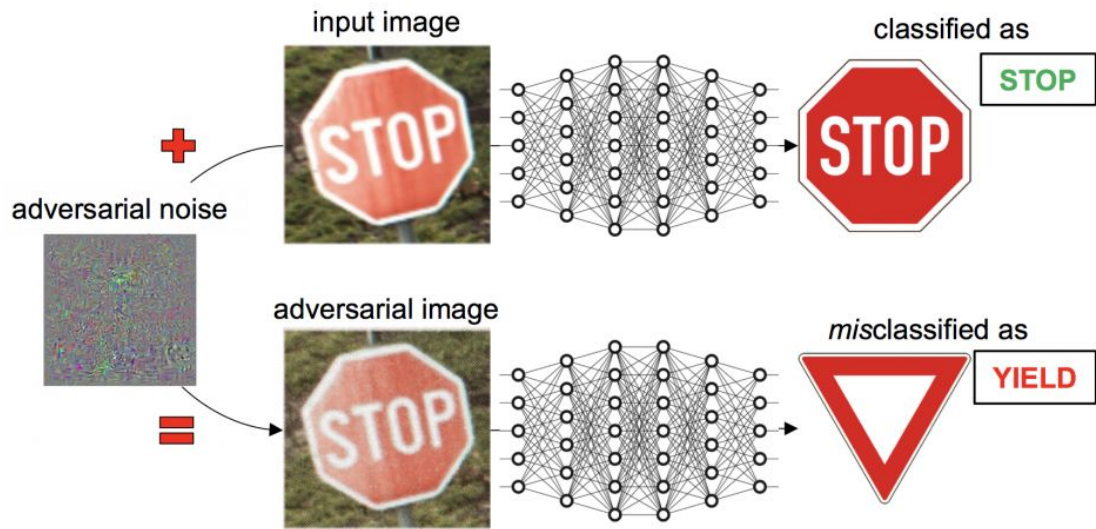 input image
classified as
STOP
STOP
STOP
adversarial noise
adversarial image
misclassified as
STOP
YIELD